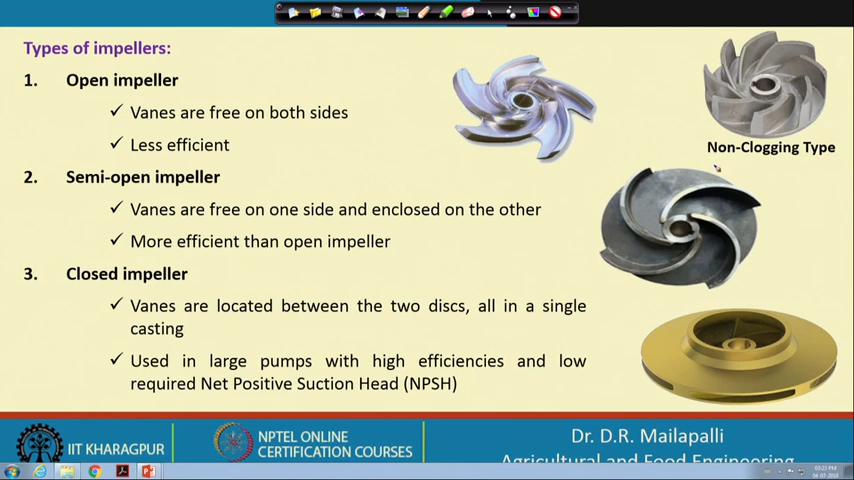 Types of impellers:
1. Open impeller
✓ Vanes are free on both sides
✓ Less efficient
2. Semi-open impeller
✓ Vanes are free on one side and enclosed on the other
✓ More efficient than open impeller
3. Closed impeller
✓ Vanes are located between the two discs, all in a single
casting
✓ Used in large pumps with high efficiencies and low
required Net Positive Suction Head (NPSH)
Non-Clogging Type
IIT KHARAGPUR
NPTEL ONLINE
CERTIFICATION COURSES
Dr. D.R. Mailapalli
Agricultural and Food Engineering